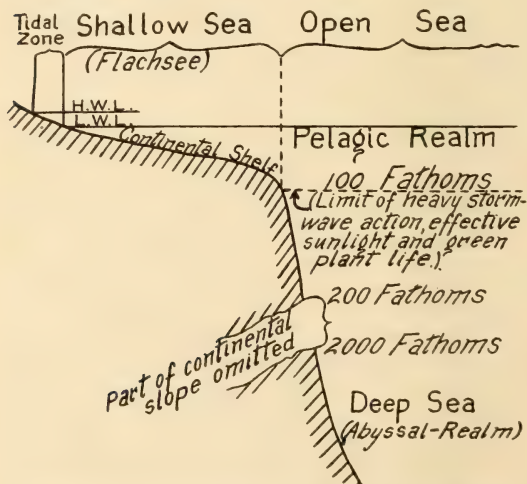 Tidal Zone
Shallow Sea
(Flachsee)
Open Sea
H.W.L.
L.W.L.
Continental Shelf
Pelagic Realm
100 Fathoms
(Limit of heavy storm-
wave action, effective
sunlight and green
plant life.)
200 Fathoms
2000 Fathoms
Part of continental
slope omitted
Deep Sea
(Abyssal-Realm)